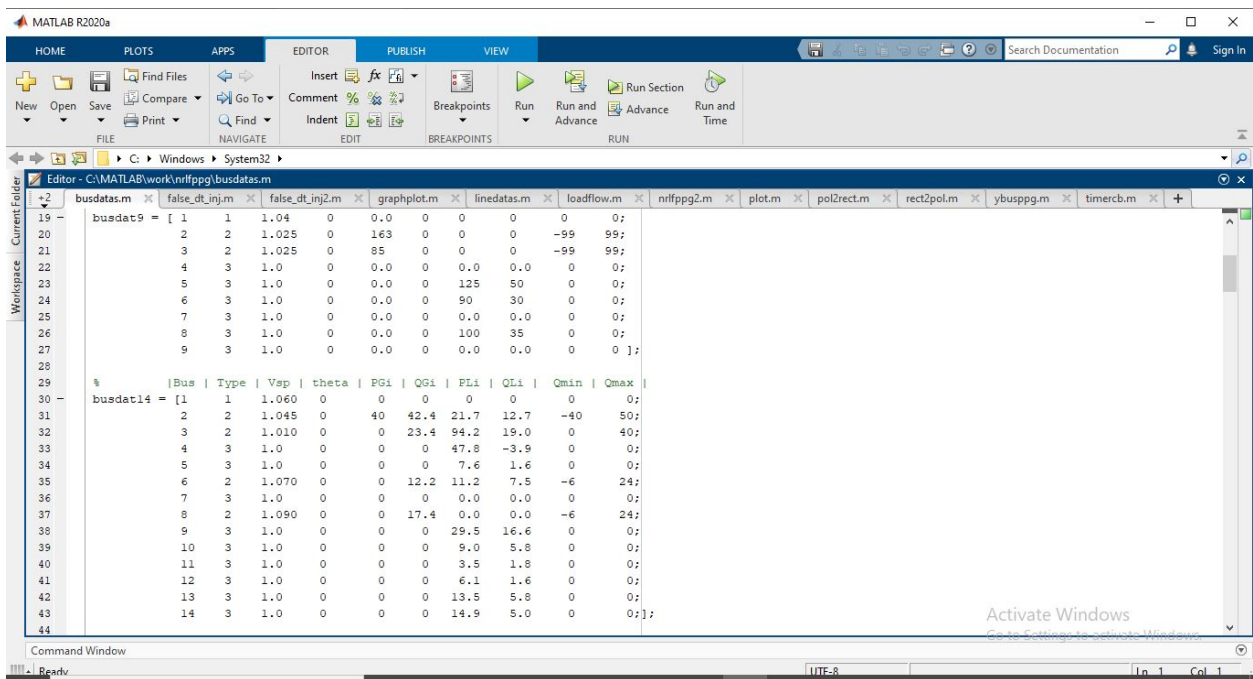 MATLAB R2020a
HOME PLOTS APPS EDITOR PUBLISH VIEW Search Documentation Sign In
New Open Save Find Files Compare Print Go To Find Insert fx Comment % Indent Breakpoints Run Run and Advance Run Section Advance Run and Time
FILE NAVIGATE EDIT BREAKPOINTS RUN
C: Windows System32
Current Folder
Workspace
Editor - C:\MATLAB\work\nrlfppg\busdatas.m
+2 busdatas.m false_dt_inj.m false_dt_inj2.m graphplot.m linedatas.m loadflow.m nrlfppg2.m plot.m pol2rect.m rect2pol.m ybusppg.m timercb.m +
19 - busdat9 = [ 1 1 1.04 0 0.0 0 0 0 0 0;
20 2 2 1.025 0 163 0 0 0 -99 99;
21 3 2 1.025 0 85 0 0 0 -99 99;
22 4 3 1.0 0 0.0 0 0.0 0.0 0 0;
23 5 3 1.0 0 0.0 0 125 50 0 0;
24 6 3 1.0 0 0.0 0 90 30 0 0;
25 7 3 1.0 0 0.0 0 0.0 0.0 0 0;
26 8 3 1.0 0 0.0 0 100 35 0 0;
27 9 3 1.0 0 0.0 0 0.0 0.0 0 0 ];
28
29 % |Bus | Type | Vsp | theta | PGi | QGi | PLi | QLi | Qmin | Qmax |
30 - busdat14 = [1 1 1.060 0 0 0 0 0 0 0;
31 2 2 1.045 0 40 42.4 21.7 12.7 -40 50;
32 3 2 1.010 0 0 23.4 94.2 19.0 0 40;
33 4 3 1.0 0 0 0 47.8 -3.9 0 0;
34 5 3 1.0 0 0 0 7.6 1.6 0 0;
35 6 2 1.070 0 0 12.2 11.2 7.5 -6 24;
36 7 3 1.0 0 0 0 0.0 0.0 0 0;
37 8 2 1.090 0 0 17.4 0.0 0.0 -6 24;
38 9 3 1.0 0 0 0 29.5 16.6 0 0;
39 10 3 1.0 0 0 0 9.0 5.8 0 0;
40 11 3 1.0 0 0 0 3.5 1.8 0 0;
41 12 3 1.0 0 0 0 6.1 1.6 0 0;
42 13 3 1.0 0 0 0 13.5 5.8 0 0;
43 14 3 1.0 0 0 0 14.9 5.0 0 0;];
44
Activate Windows
Go to Settings to activate Windows.
Command Window
Ready UTF-8 Ln 1 Col 1